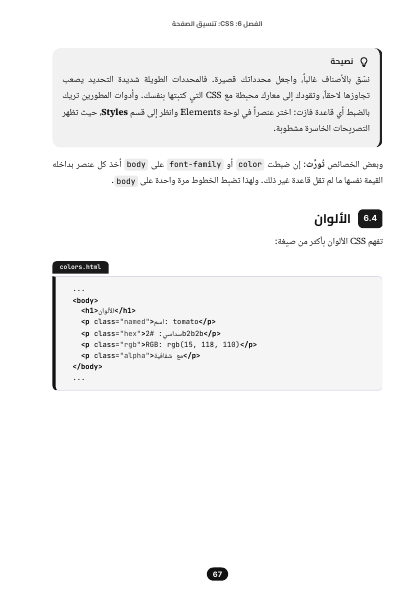 الفصل 6: CSS: تنسيق الصفحة
نصيحة
نسّق بالأصناف غالباً، واجعل محدداتك قصيرة. فالمحددات الطويلة شديدة التحديد يصعب
تجاوزها لاحقاً، وتقودك إلى معارك محبطة مع CSS التي كتبتها بنفسك. وأدوات المطورين تريك
بالضبط أي قاعدة فازت: اختر عنصراً في لوحة Elements وانظر إلى قسم Styles، حيث تظهر
التصريحات الخاسرة مشطوبة.
وبعض الخصائص تُورَّث: إن ضبطت color أو font-family على body أخذ كل عنصر بداخله
القيمة نفسها ما لم تقل قاعدة غير ذلك. ولهذا تضبط الخطوط مرة واحدة على body.
6.4 الألوان
تفهم CSS الألوان بأكثر من صيغة:
colors.html
...
<body>
<h1>الألوان</h1>
<p class="named">اسم: tomato</p>
<p class="hex">سداسي: #2b2b2b</p>
<p class="rgb">RGB: rgb(15, 118, 110)</p>
<p class="alpha">مع شفافية</p>
</body>
...
67